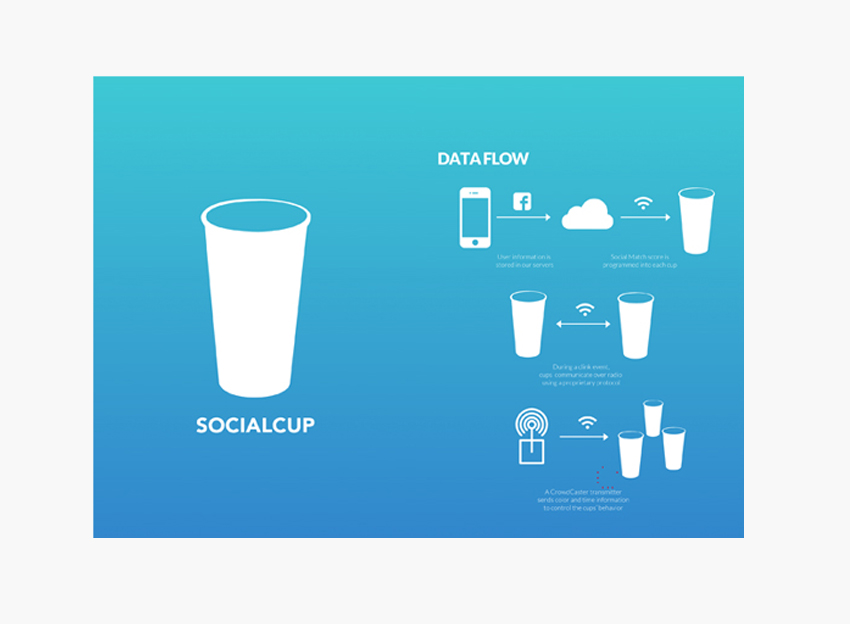 DATAFLOW
f
User information is
stored in our servers
Social Match score is
programmed into each cup
During a clink event,
cups communicate over radio
using a proprietary protocol
SOCIALCUP
A CrowdCaster transmitter
sends color and time information
to control the cups' behavior